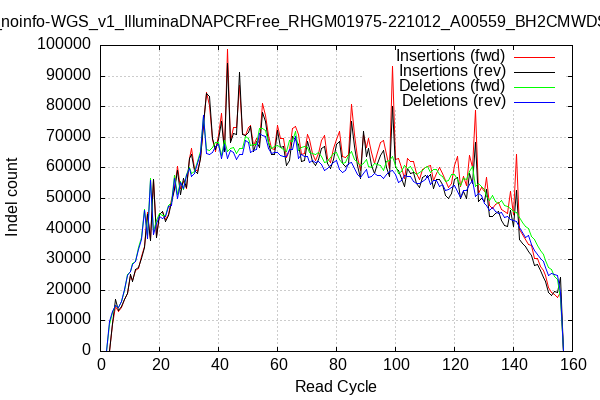 _noinfo-WGS_v1_IlluminaDNAPCRFree_RHGM01975-221012_A00559_BH2CMWDS
Insertions (fwd)
Insertions (rev)
Deletions (fwd)
Deletions (rev)
100000
90000
80000
70000
60000
50000
40000
30000
20000
10000
0
Indel count
0 20 40 60 80 100 120 140 160
Read Cycle